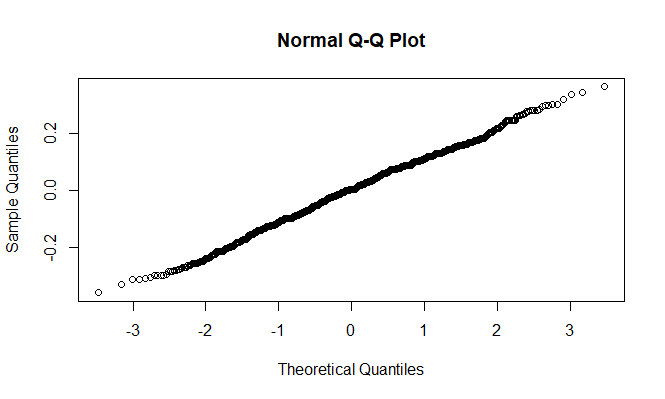 Normal Q-Q Plot
Sample Quantiles
0.2
0.0
-0.2
-3 -2 -1 0 1 2 3
Theoretical Quantiles